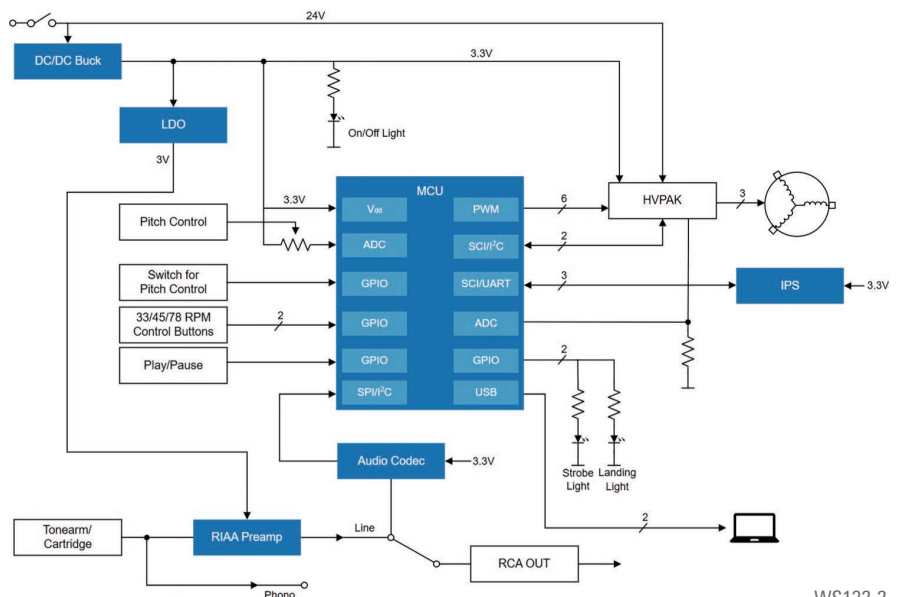 24V
DC/DC Buck
3.3V
LDO
On/Off Light
3V
MCU
3.3V
Vdd
PWM
6
HVPAK
3
Pitch Control
ADC
SCI/I²C
2
Switch for
Pitch Control
GPIO
SCI/UART
3
IPS
3.3V
33/45/78 RPM
Control Buttons
2
GPIO
ADC
Play/Pause
GPIO
GPIO
2
SPI/I²C
USB
Audio Codec
3.3V
Strobe
Light
Landing
Light
Tonearm/
Cartridge
RIAA Preamp
Line
2
RCA OUT
Phono